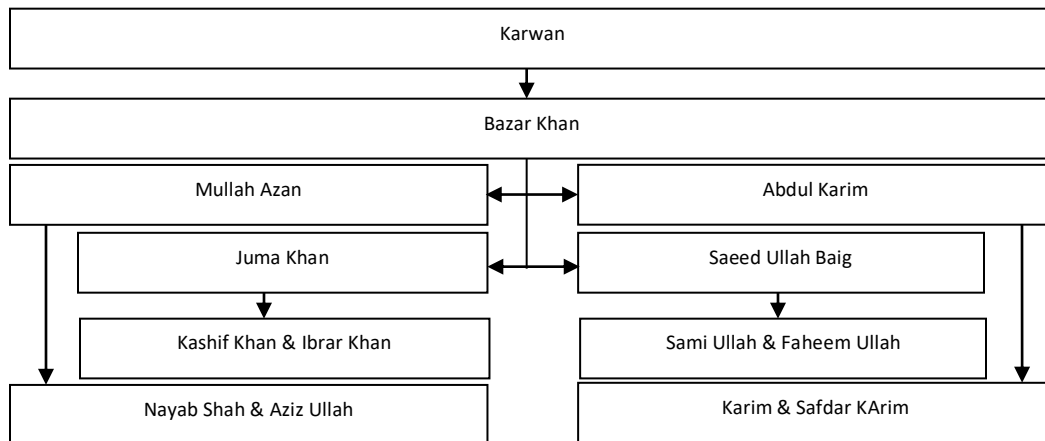 Karwan
Bazar Khan
Mullah Azan
Abdul Karim
Juma Khan
Saeed Ullah Baig
Kashif Khan & Ibrar Khan
Sami Ullah & Faheem Ullah
Nayab Shah & Aziz Ullah
Karim & Safdar KArim